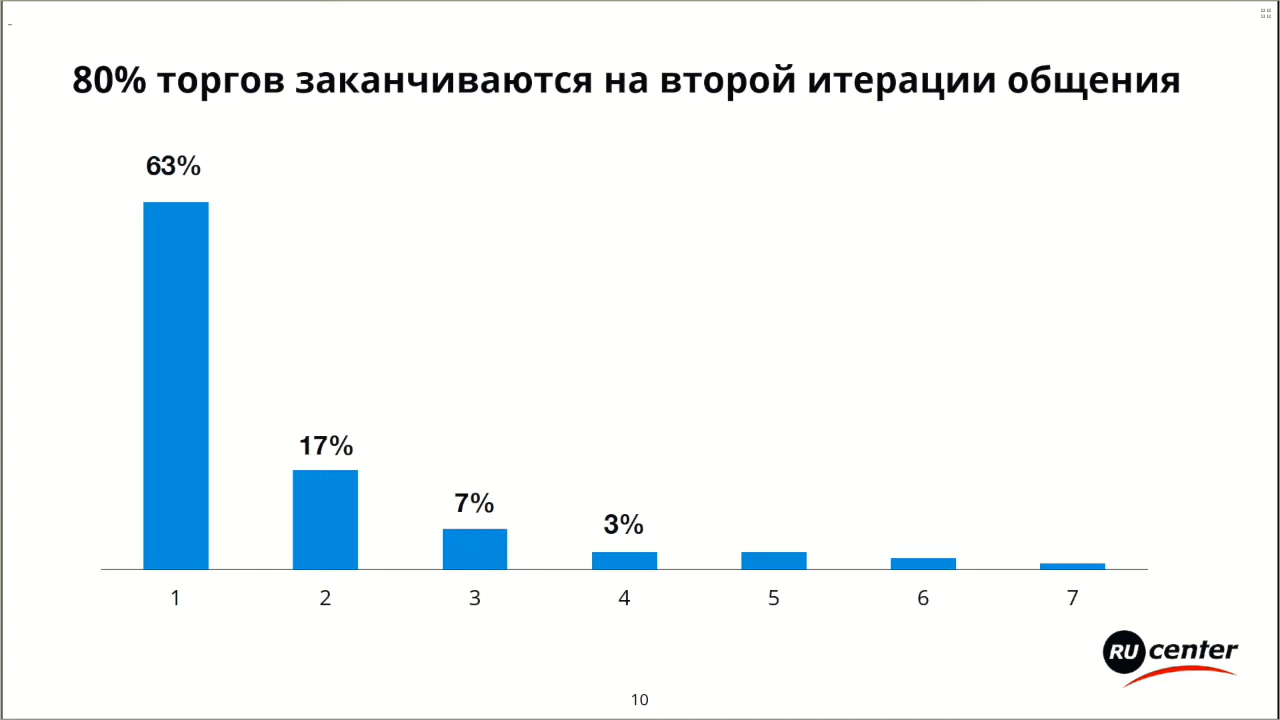 80% торгов заканчиваются на второй итерации общения
63%
17%
7%
3%
1 2 3 4 5 6 7
RU center
10